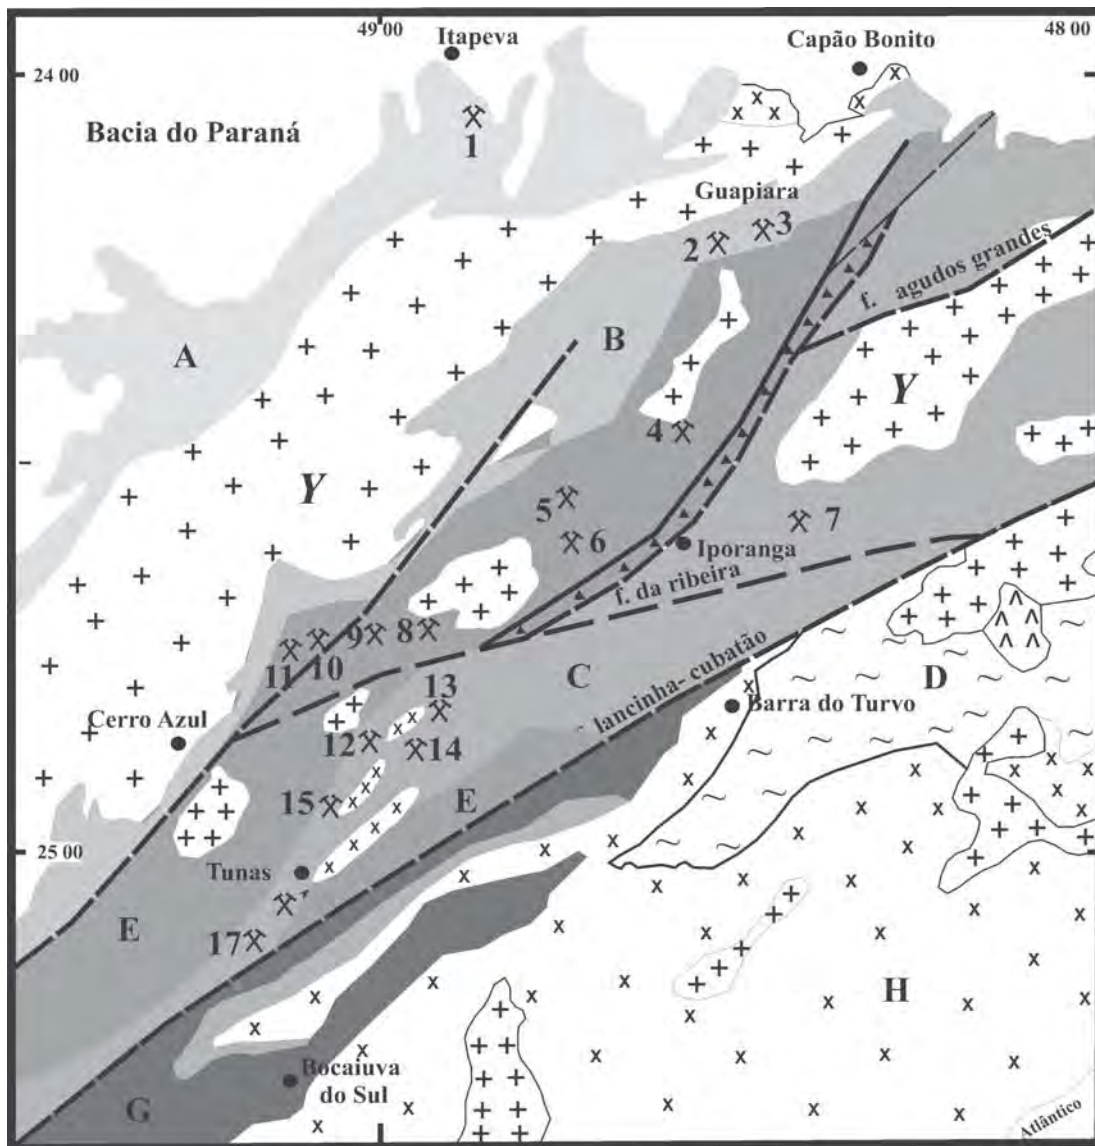 49 00
48 00
Itapeva
Capão Bonito
24 00
Bacia do Paraná
1
Guapiara
2
3
f. agudos grandes
B
A
Y
4
Y
5
7
6
Iporanga
f. da ribeira
9
8
11
10
13
C
lancinha- cubatão
D
Cerro Azul
Barra do Turvo
12
14
15
E
25 00
Tunas
E
17
H
Bocaiuva
do Sul
G
Atlântico